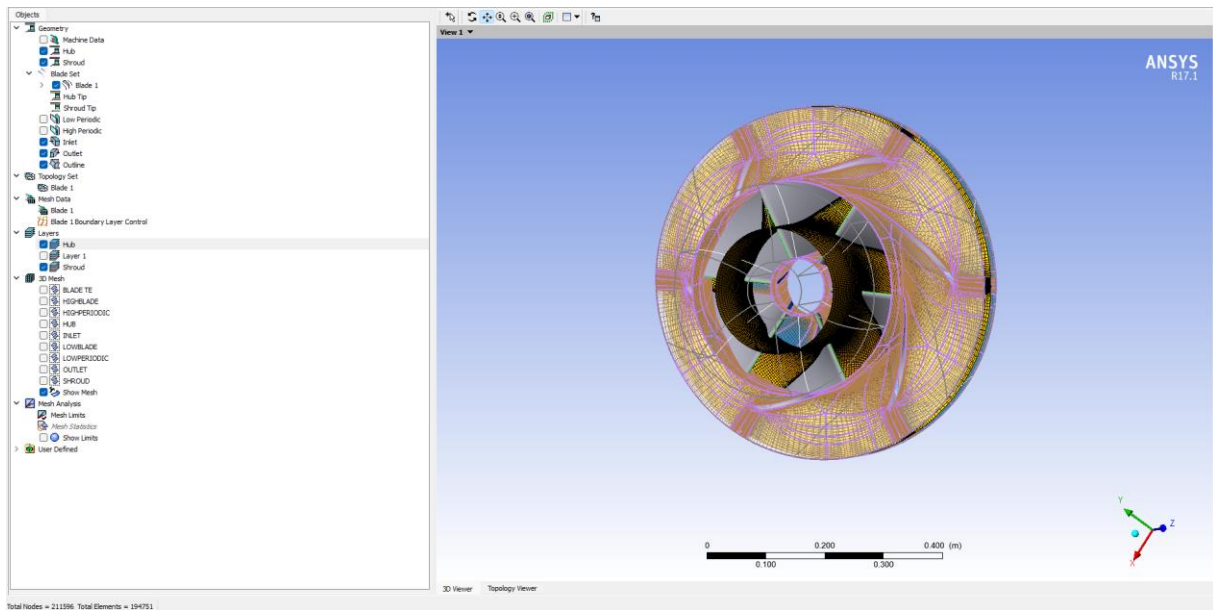 Objects
Geometry
Machine Data
Hub
Shroud
Blade Set
Blade 1
Hub Tip
Shroud Tip
Low Periodic
High Periodic
Inlet
Outlet
Outline
Topology Set
Blade 1
Mesh Data
Blade 1
Blade 1 Boundary Layer Control
Layers
Hub
Layer 1
Shroud
3D Mesh
BLADE TE
HIGHBLADE
HIGHPERIODIC
HUB
INLET
LOWBLADE
LOWPERIODIC
OUTLET
SHROUD
Show Mesh
Mesh Analysis
Mesh Limits
Mesh Statistics
Show Limits
User Defined
Total Nodes = 211596 Total Elements = 194751
View 1
ANSYS
R17.1
0 0.200 0.400 (m)
0.100 0.300
Y
Z
X
3D Viewer Topology Viewer